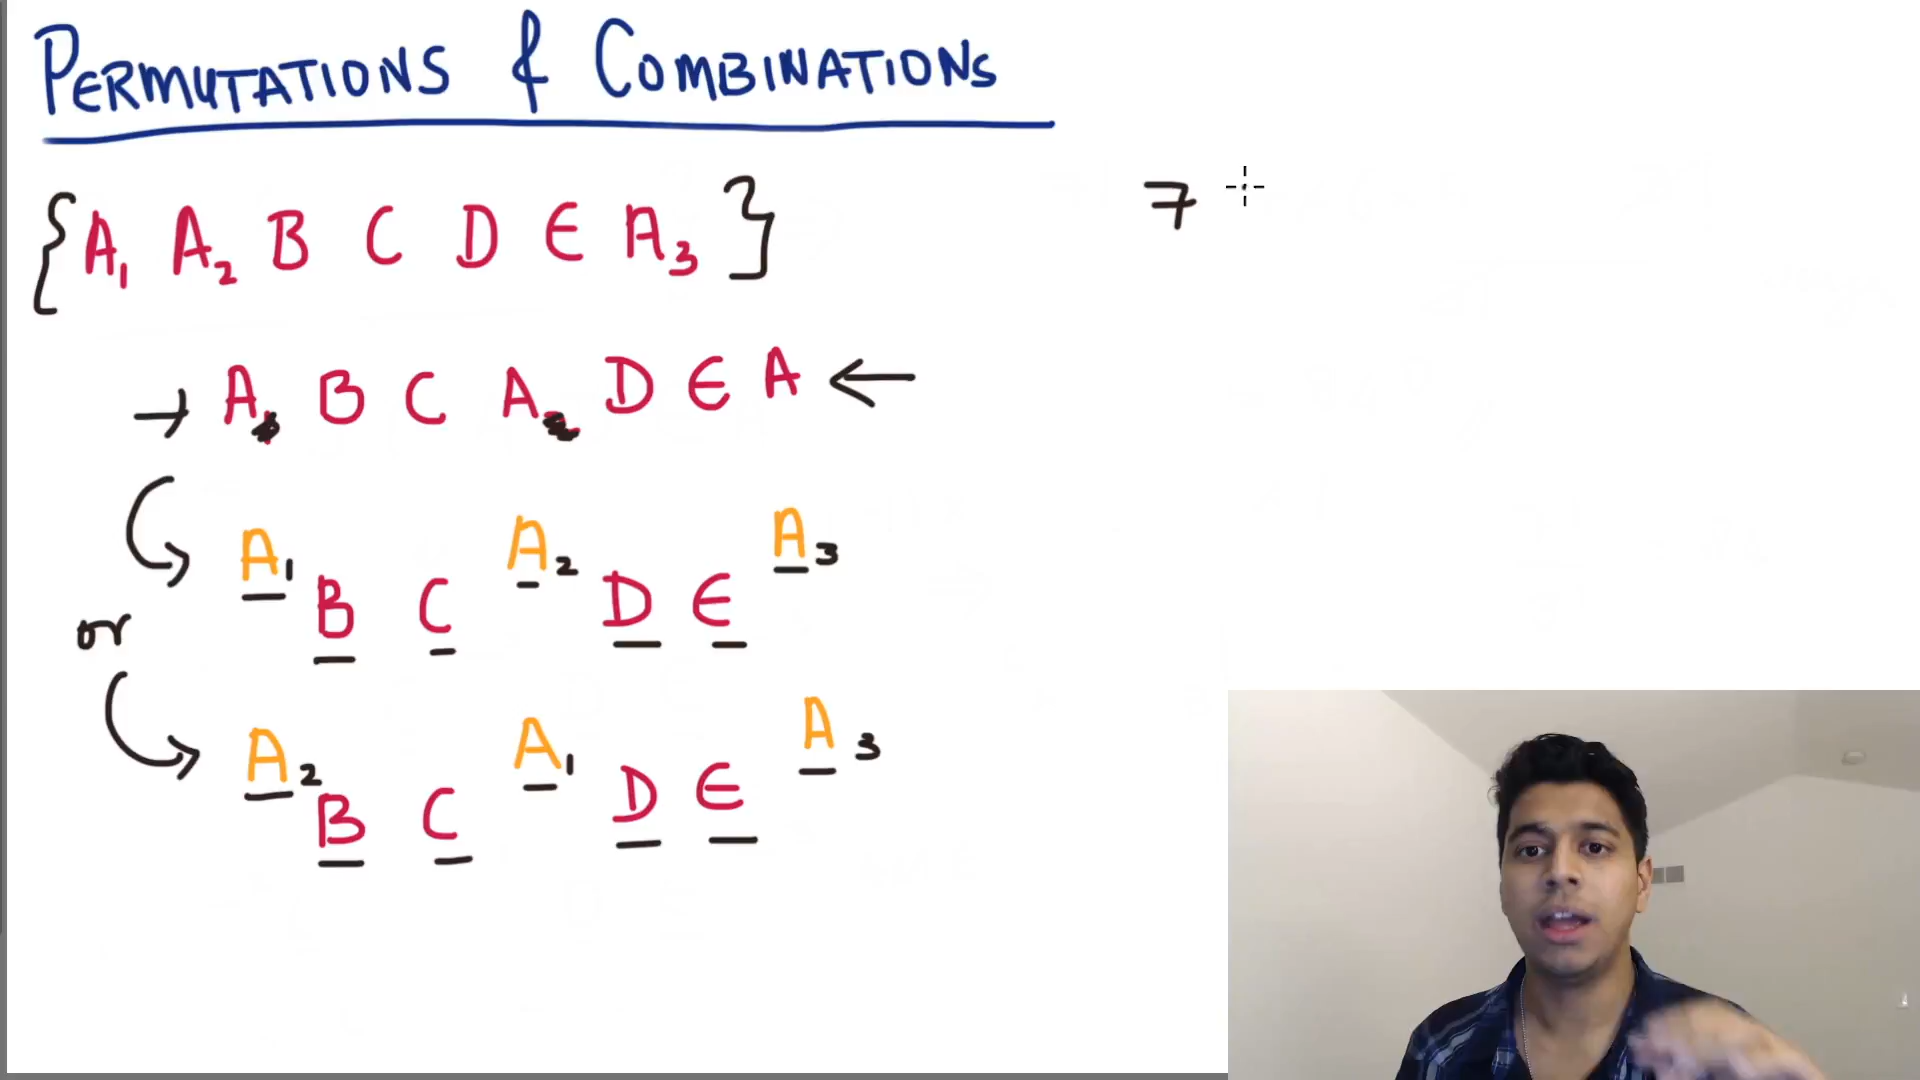 PERMUTATIONS & COMBINATIONS
{A₁ A₂ B C D E A₃}
7
→ A B C A D E A ←
A₁ B C A₂ D E A₃
or
A₂ B C A₁ D E A₃